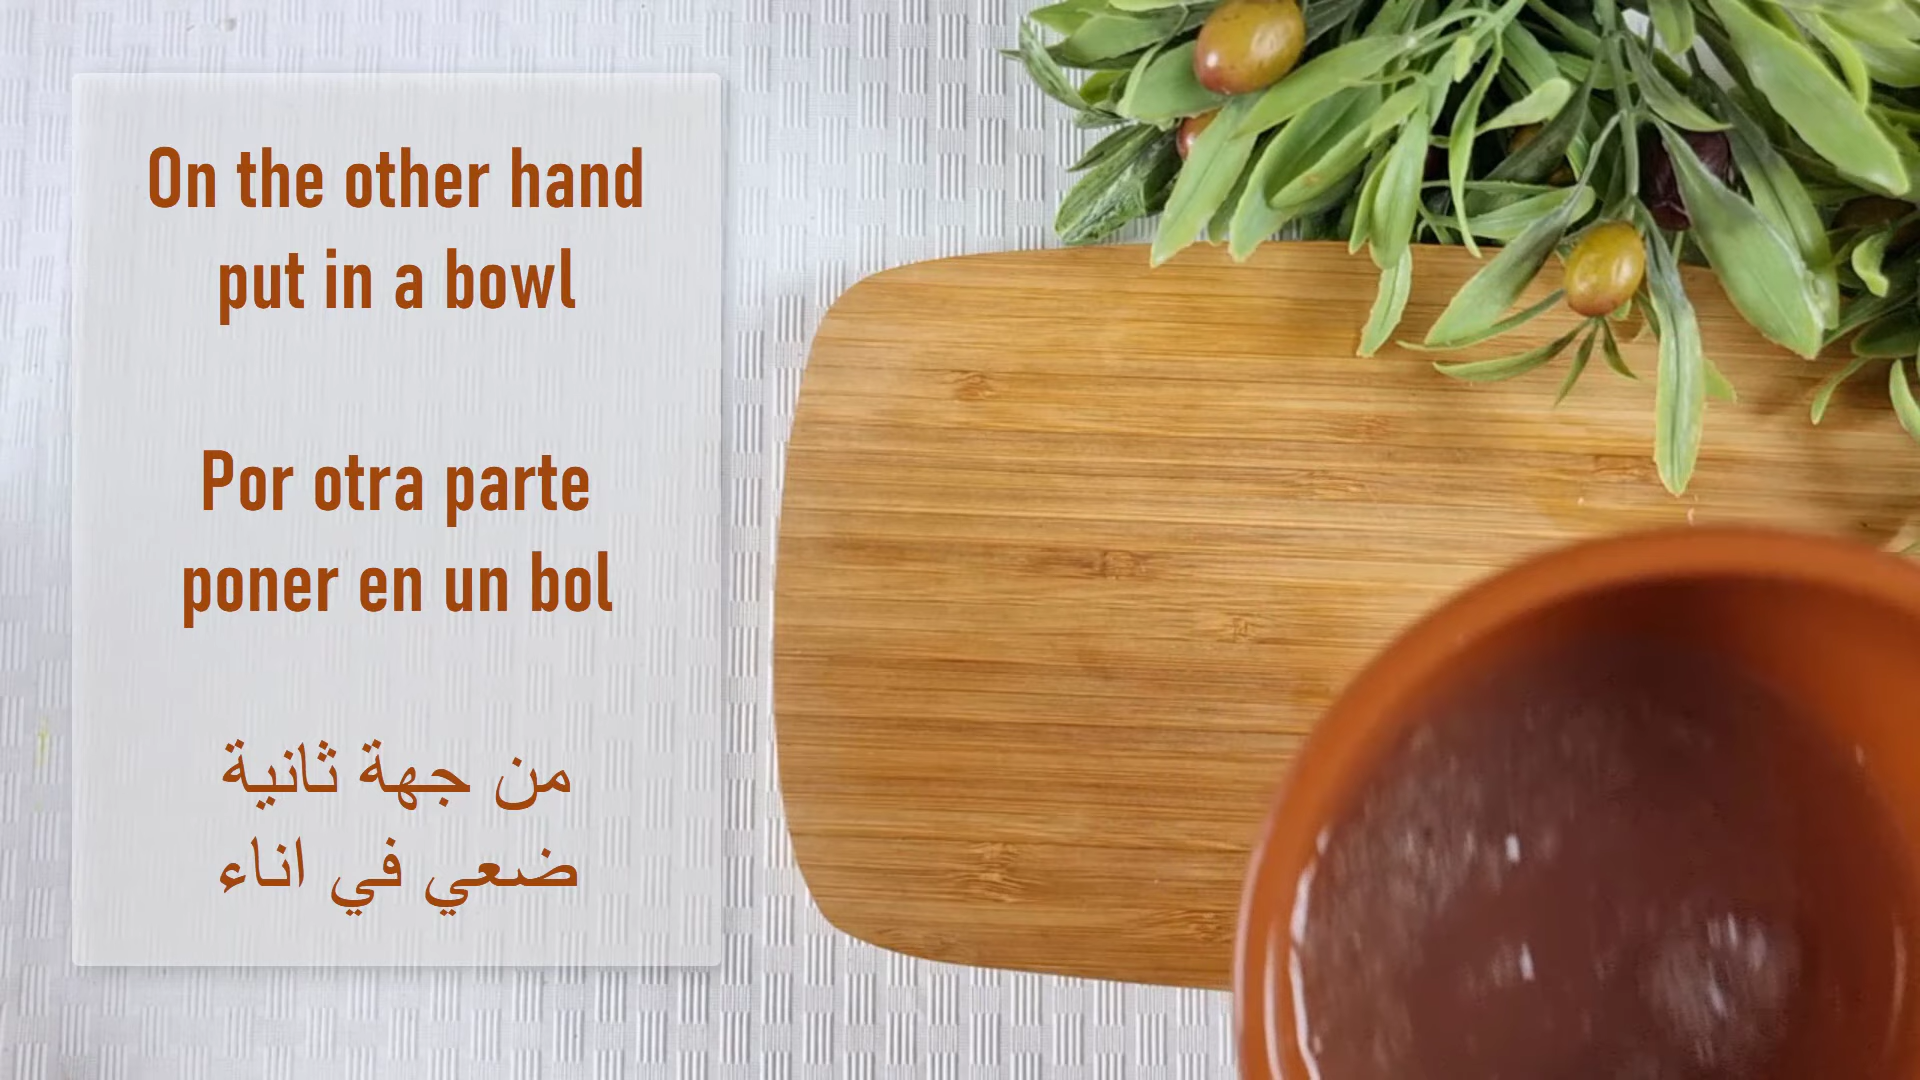 On the other hand
put in a bowl
Por otra parte
poner en un bol
من جهة ثانية
ضعي في اناء